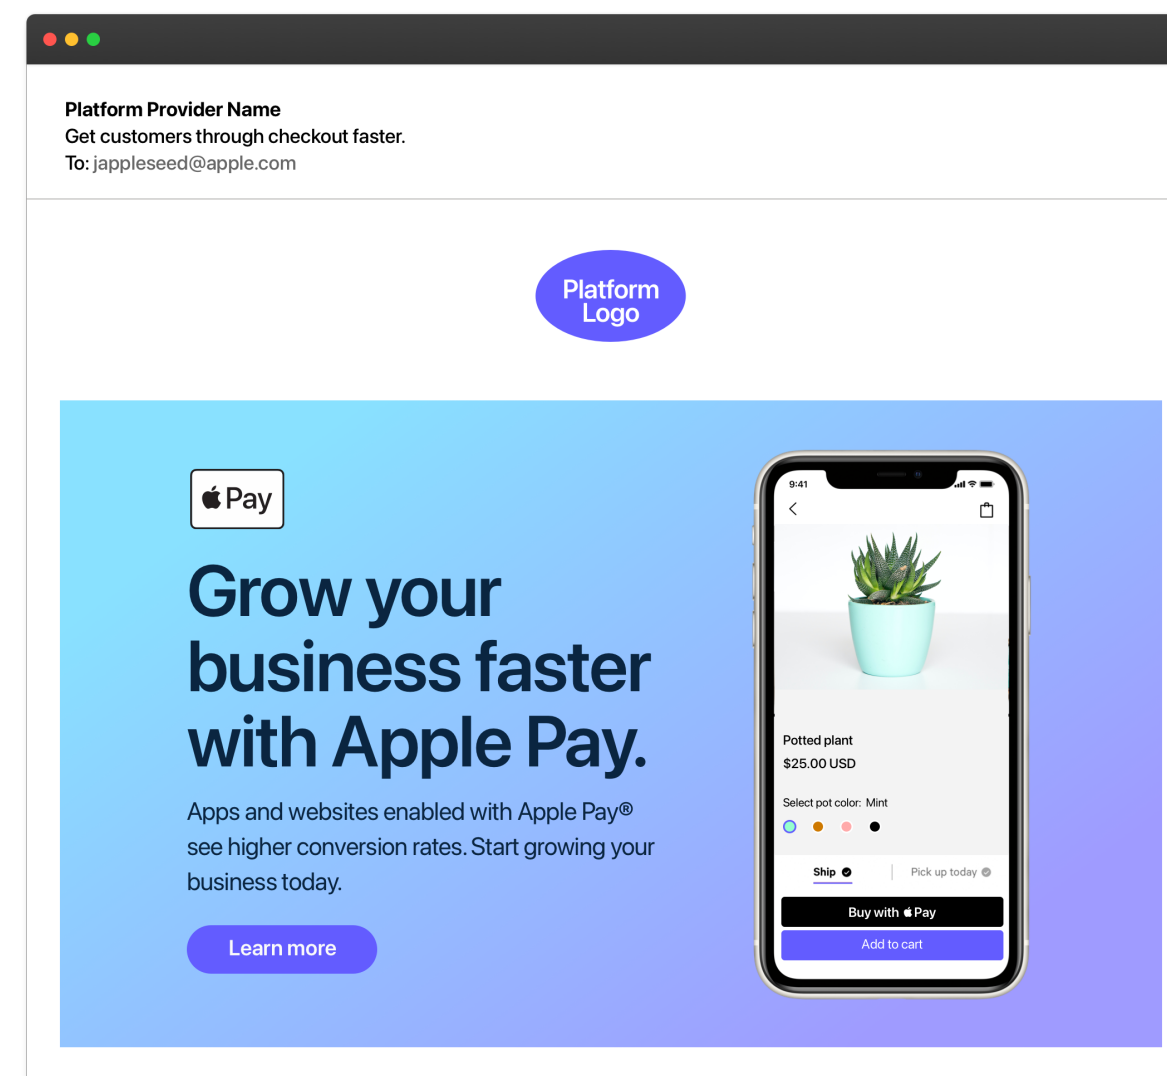 Platform Provider Name
Get customers through checkout faster.
To: jappleseed@apple.com
Platform
Logo
Pay
Grow your
business faster
with Apple Pay.
Apps and websites enabled with Apple Pay®
see higher conversion rates. Start growing your
business today.
Learn more
9:41
Potted plant
$25.00 USD
Select pot color: Mint
Ship
Pick up today
Buy with Pay
Add to cart